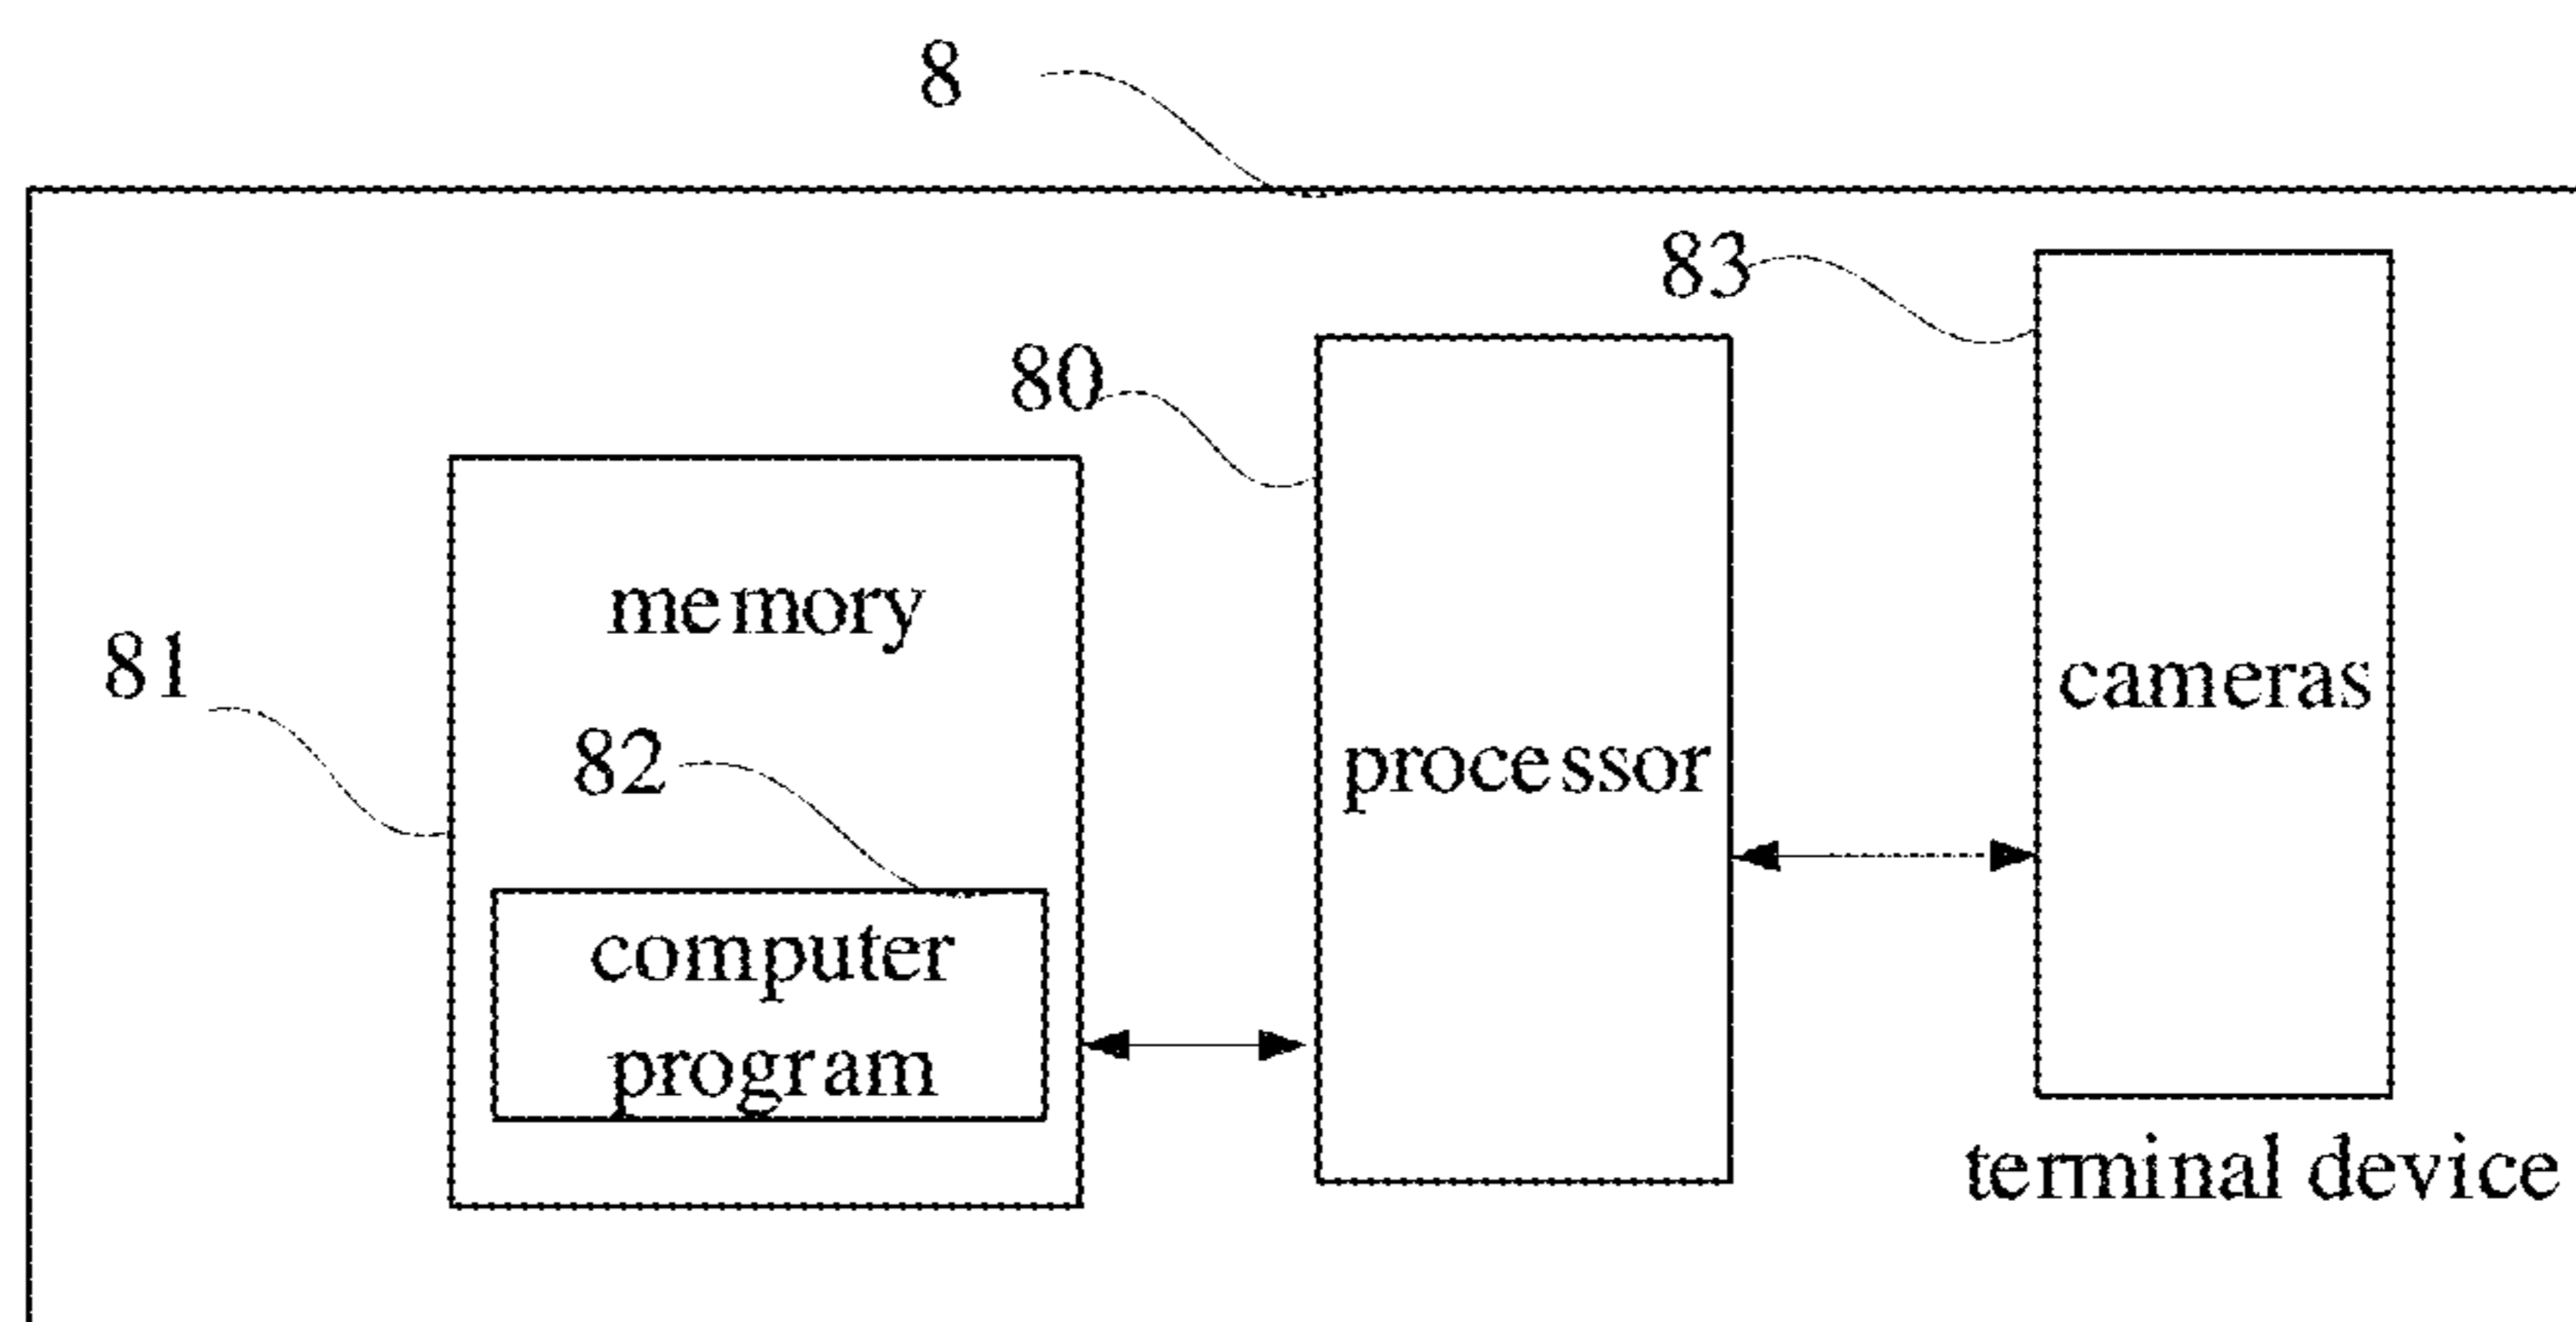 8
83
80
memory
81
cameras
82
processor
computer
program
terminal device